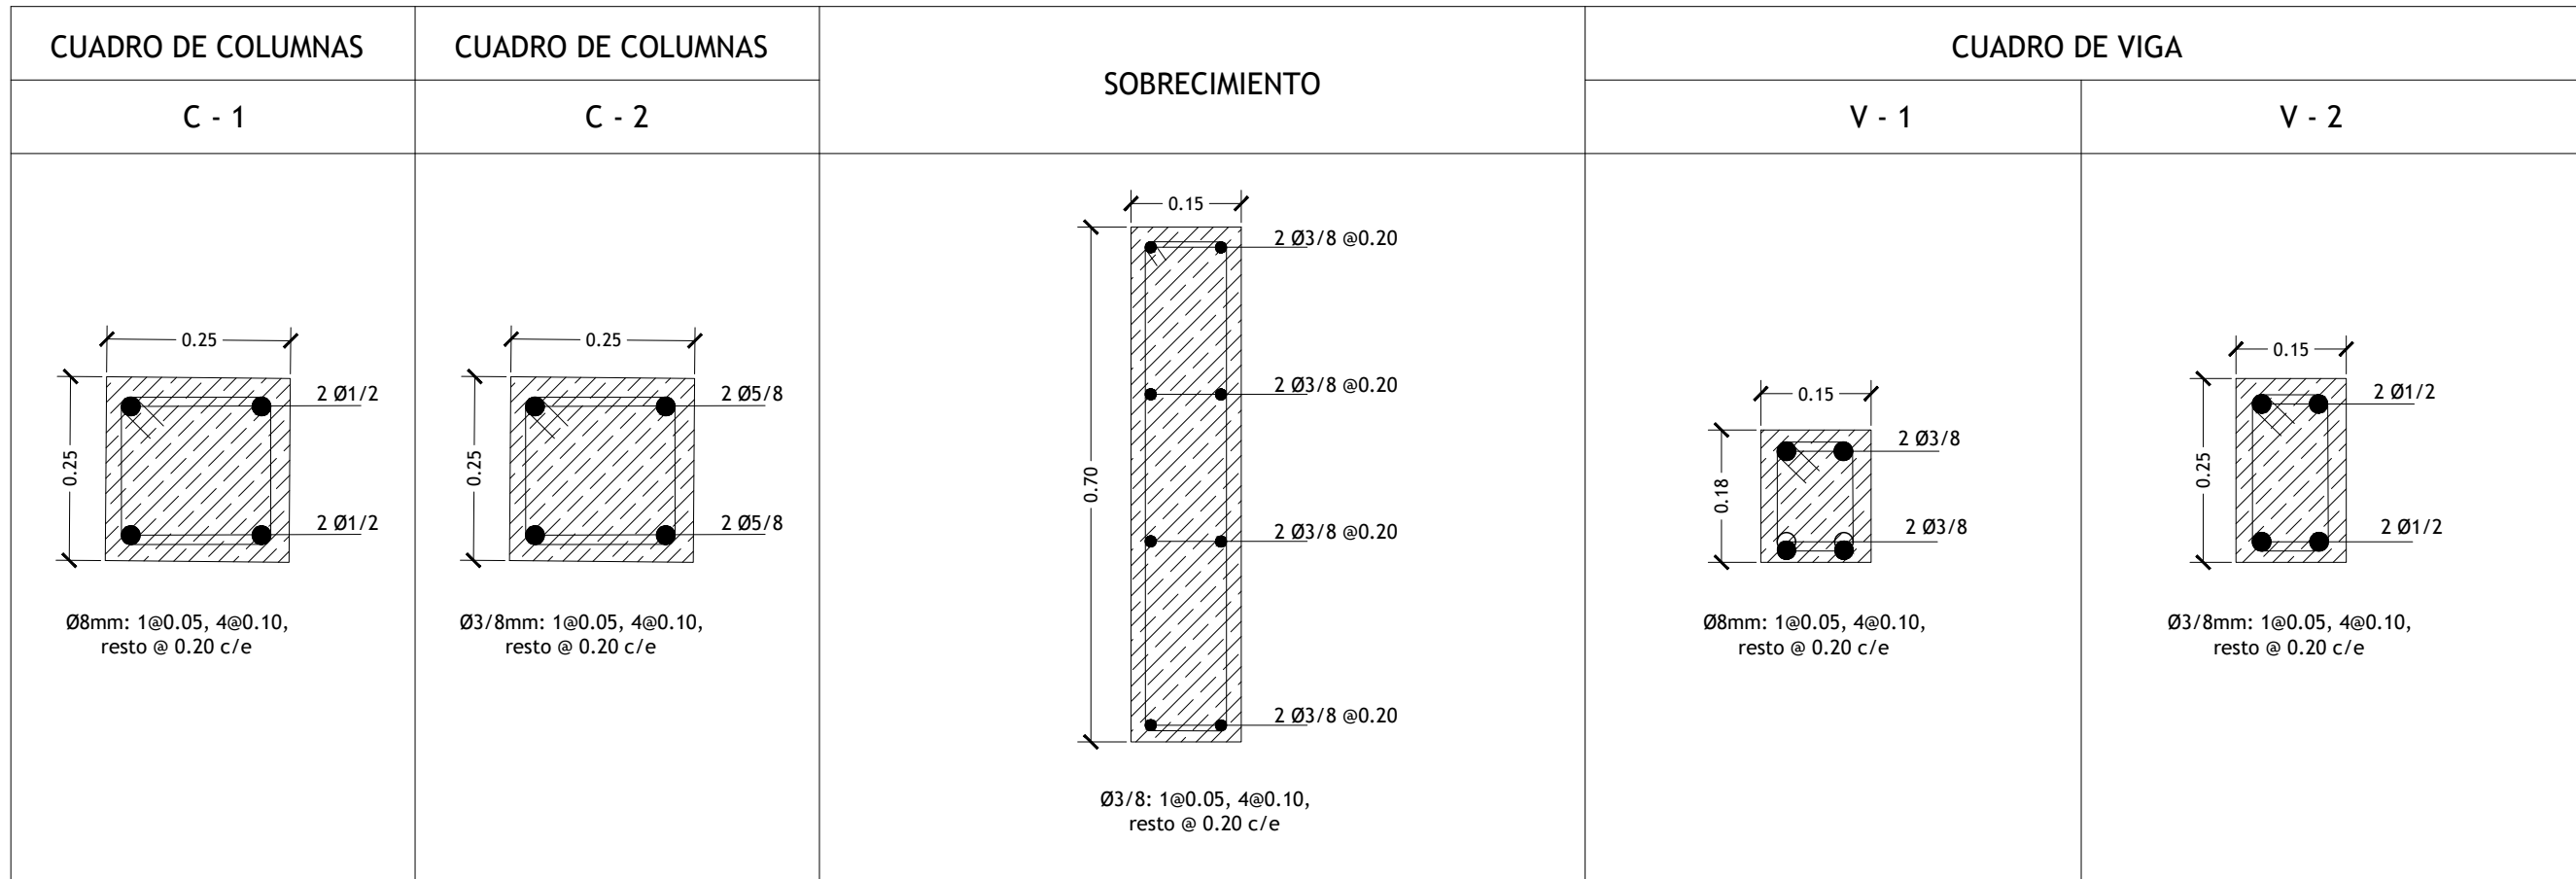 CUADRO DE COLUMNAS
C - 1
0.25
0.25
2 Ø1/2
2 Ø1/2
Ø8mm: 1@0.05, 4@0.10,
resto @ 0.20 c/e
CUADRO DE COLUMNAS
C - 2
0.25
0.25
2 Ø5/8
2 Ø5/8
Ø3/8mm: 1@0.05, 4@0.10,
resto @ 0.20 c/e
SOBRECIMIENTO
0.15
0.70
2 Ø3/8 @0.20
2 Ø3/8 @0.20
2 Ø3/8 @0.20
2 Ø3/8 @0.20
Ø3/8: 1@0.05, 4@0.10,
resto @ 0.20 c/e
CUADRO DE VIGA
V - 1
0.15
0.18
2 Ø3/8
2 Ø3/8
Ø8mm: 1@0.05, 4@0.10,
resto @ 0.20 c/e
V - 2
0.15
0.25
2 Ø1/2
2 Ø1/2
Ø3/8mm: 1@0.05, 4@0.10,
resto @ 0.20 c/e